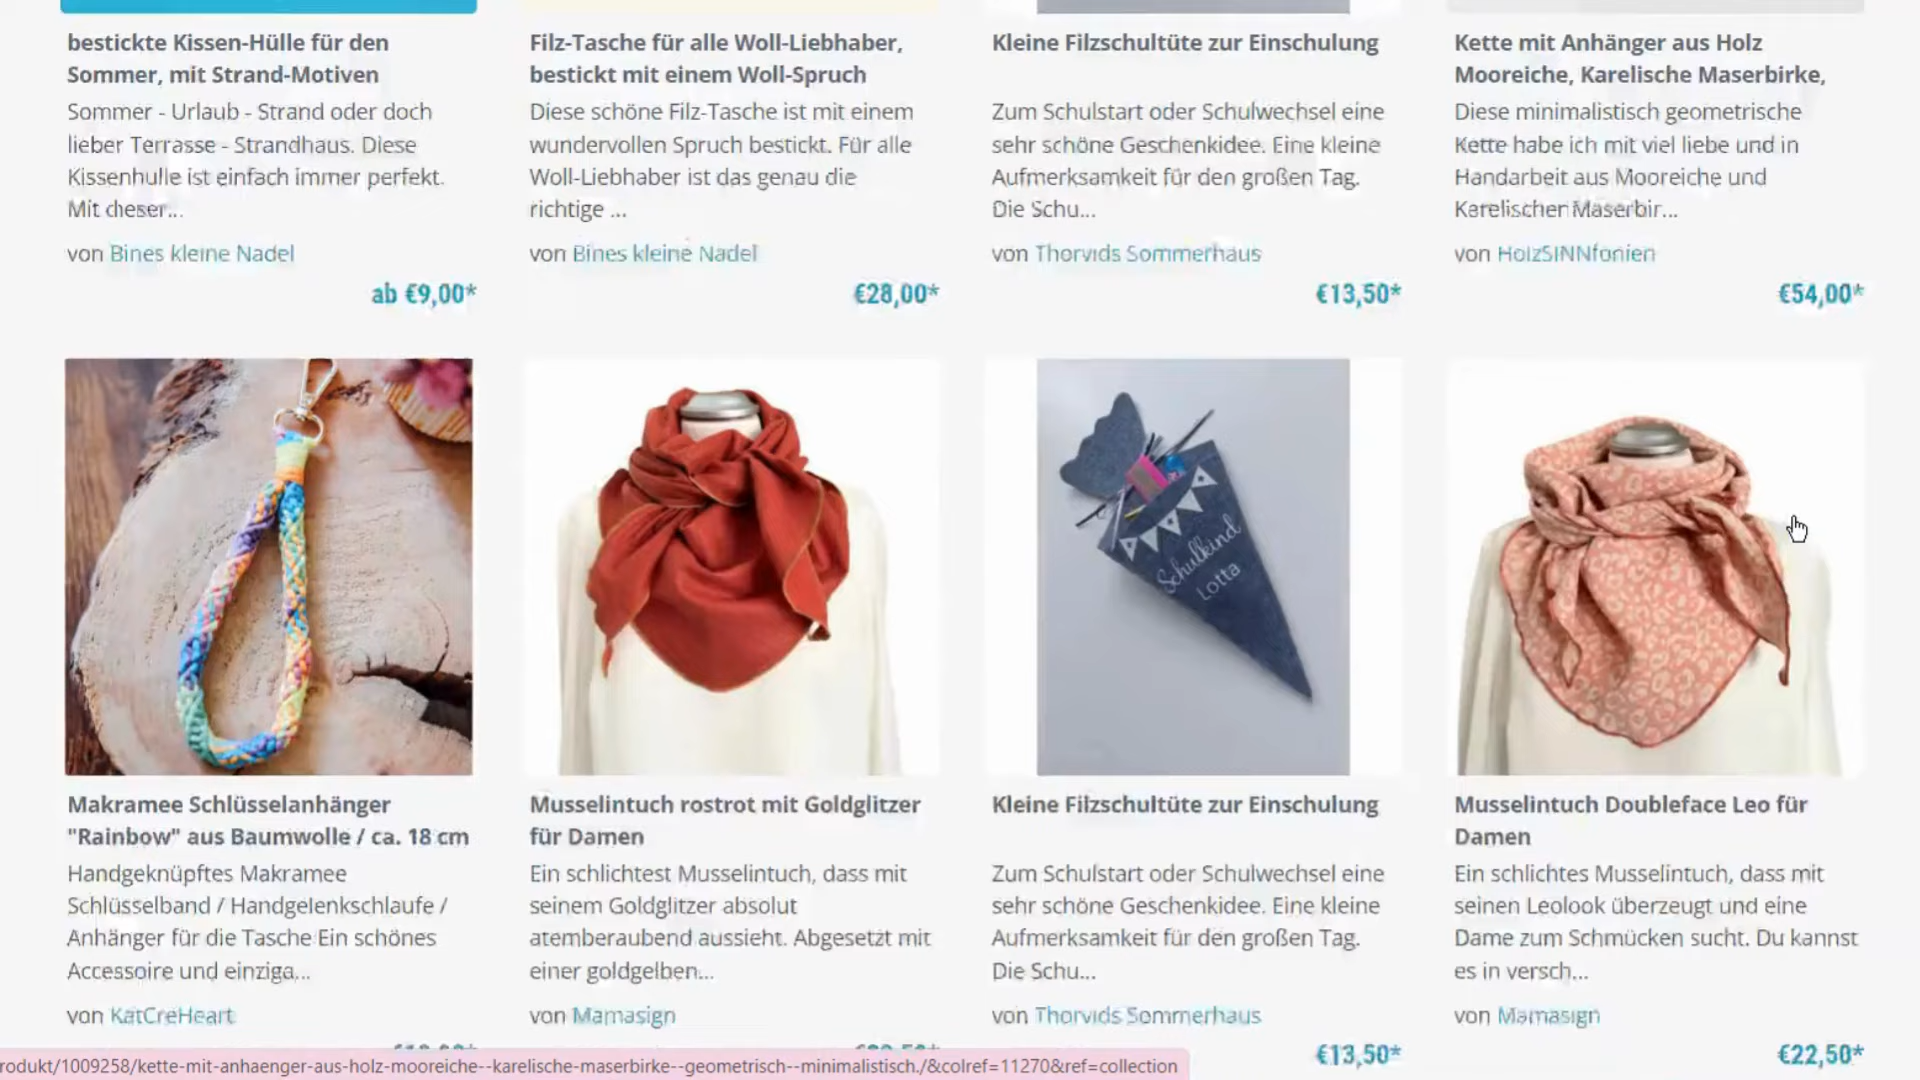 bestickte Kissen-Hülle für den
Sommer, mit Strand-Motiven
Sommer - Urlaub - Strand oder doch
lieber Terrasse - Strandhaus. Diese
Kissenhülle ist einfach immer perfekt.
Mit dieser...
von Bines kleine Nadel
ab €9,00*
Filz-Tasche für alle Woll-Liebhaber,
bestickt mit einem Woll-Spruch
Diese schöne Filz-Tasche ist mit einem
wundervollen Spruch bestickt. Für alle
Woll-Liebhaber ist das genau die
richtige ...
von Bines kleine Nadel
€28,00*
Kleine Filzschultüte zur Einschulung
Zum Schulstart oder Schulwechsel eine
sehr schöne Geschenkidee. Eine kleine
Aufmerksamkeit für den großen Tag.
Die Schu...
von Thorvids Sommerhaus
€13,50*
Kette mit Anhänger aus Holz
Mooreiche, Karelische Maserbirke,
Diese minimalistisch geometrische
Kette habe ich mit viel liebe und in
Handarbeit aus Mooreiche und
Karelischer Maserbir...
von HolzSINNfonien
€54,00*
Schulkind
Lotta
Makramee Schlüsselanhänger
"Rainbow" aus Baumwolle / ca. 18 cm
Handgeknüpftes Makramee
Schlüsselband / Handgelenkschlaufe /
Anhänger für die Tasche Ein schönes
Accessoire und einziga...
von KatCreHeart
Musselintuch rostrot mit Goldglitzer
für Damen
Ein schlichtest Musselintuch, dass mit
seinem Goldglitzer absolut
atemberaubend aussieht. Abgesetzt mit
einer goldgelben...
von Mamasign
Kleine Filzschultüte zur Einschulung
Zum Schulstart oder Schulwechsel eine
sehr schöne Geschenkidee. Eine kleine
Aufmerksamkeit für den großen Tag.
Die Schu...
von Thorvids Sommerhaus
€13,50*
Musselintuch Doubleface Leo für
Damen
Ein schlichtes Musselintuch, dass mit
seinen Leolook überzeugt und eine
Dame zum Schmücken sucht. Du kannst
es in versch...
von Mamasign
€22,50*
rodukt/1009258/kette-mit-anhaenger-aus-holz-mooreiche--karelische-maserbirke--geometrisch--minimalistisch./&colref=11270&ref=collection